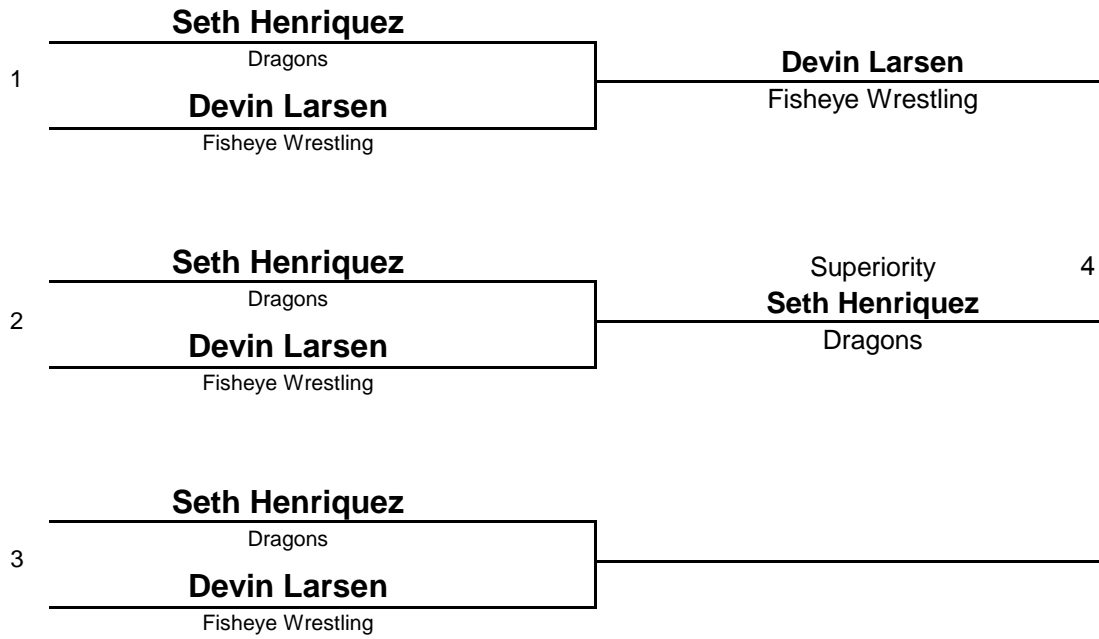 Seth Henriquez
Dragons
1
Devin Larsen
Fisheye Wrestling
Devin Larsen
Fisheye Wrestling
Seth Henriquez
Dragons
2
Devin Larsen
Fisheye Wrestling
Superiority 4
Seth Henriquez
Dragons
Seth Henriquez
Dragons
3
Devin Larsen
Fisheye Wrestling